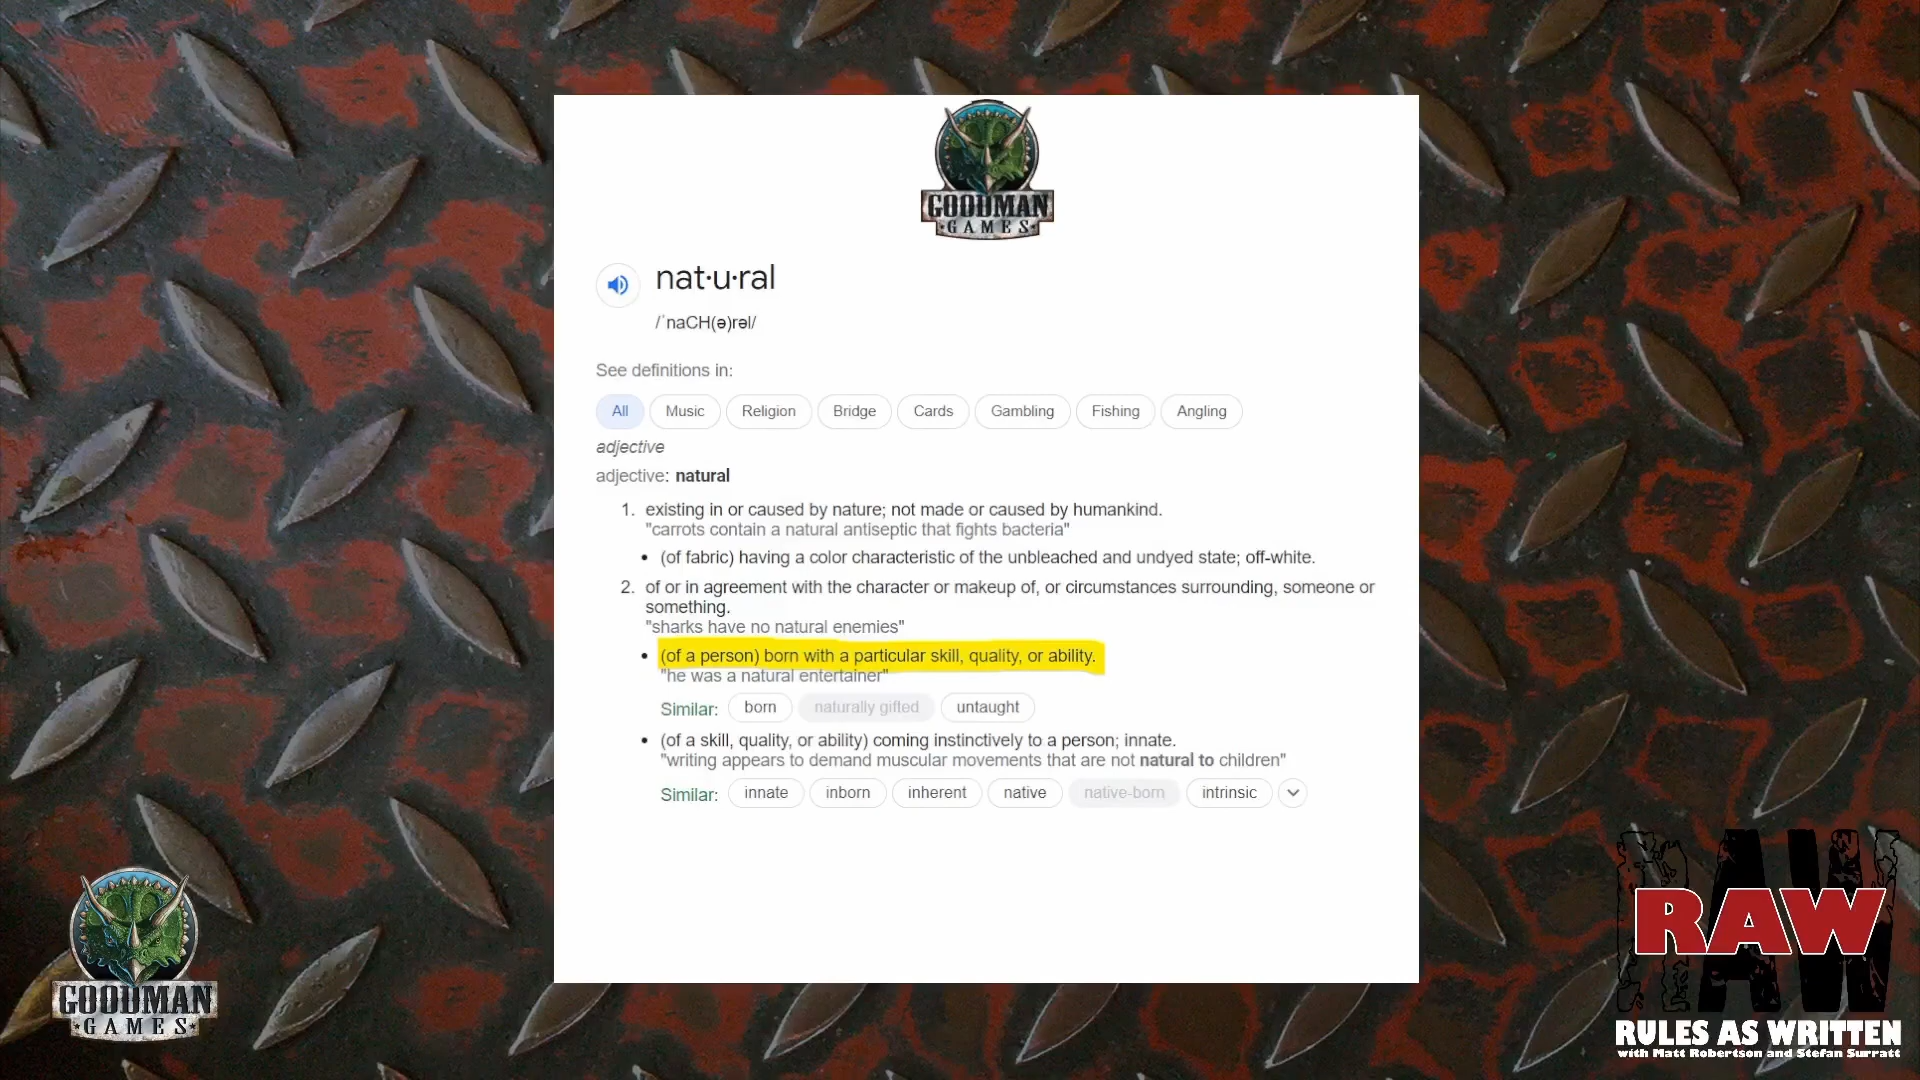 GOODMAN
GAMES
nat·u·ral
/ˈnaCH(ə)rəl/
See definitions in:
All Music Religion Bridge Cards Gambling Fishing Angling
adjective
adjective: natural
1. existing in or caused by nature; not made or caused by humankind.
"carrots contain a natural antiseptic that fights bacteria"
• (of fabric) having a color characteristic of the unbleached and undyed state; off-white.
2. of or in agreement with the character or makeup of, or circumstances surrounding, someone or
something.
"sharks have no natural enemies"
• (of a person) born with a particular skill, quality, or ability.
"he was a natural entertainer"
Similar: born naturally gifted untaught
• (of a skill, quality, or ability) coming instinctively to a person; innate.
"writing appears to demand muscular movements that are not natural to children"
Similar: innate inborn inherent native native-born intrinsic
GOODMAN
GAMES
RAW
RAW
RULES AS WRITTEN
with Matt Robertson and Stefan Surratt